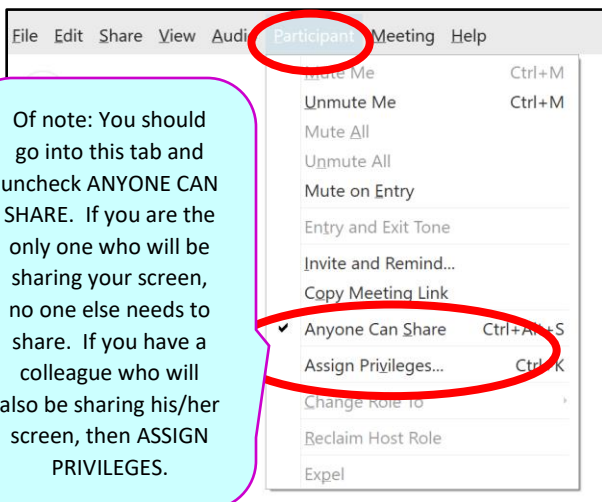 File Edit Share View Audio Participant Meeting Help
Mute Me Ctrl+M
Unmute Me Ctrl+M
Mute All
Unmute All
Mute on Entry
Entry and Exit Tone
Invite and Remind...
Copy Meeting Link
✔ Anyone Can Share Ctrl+Alt+S
Assign Privileges... Ctrl+K
Change Role To
Reclaim Host Role
Expel
Of note: You should
go into this tab and
uncheck ANYONE CAN
SHARE. If you are the
only one who will be
sharing your screen,
no one else needs to
share. If you have a
colleague who will
also be sharing his/her
screen, then ASSIGN
PRIVILEGES.